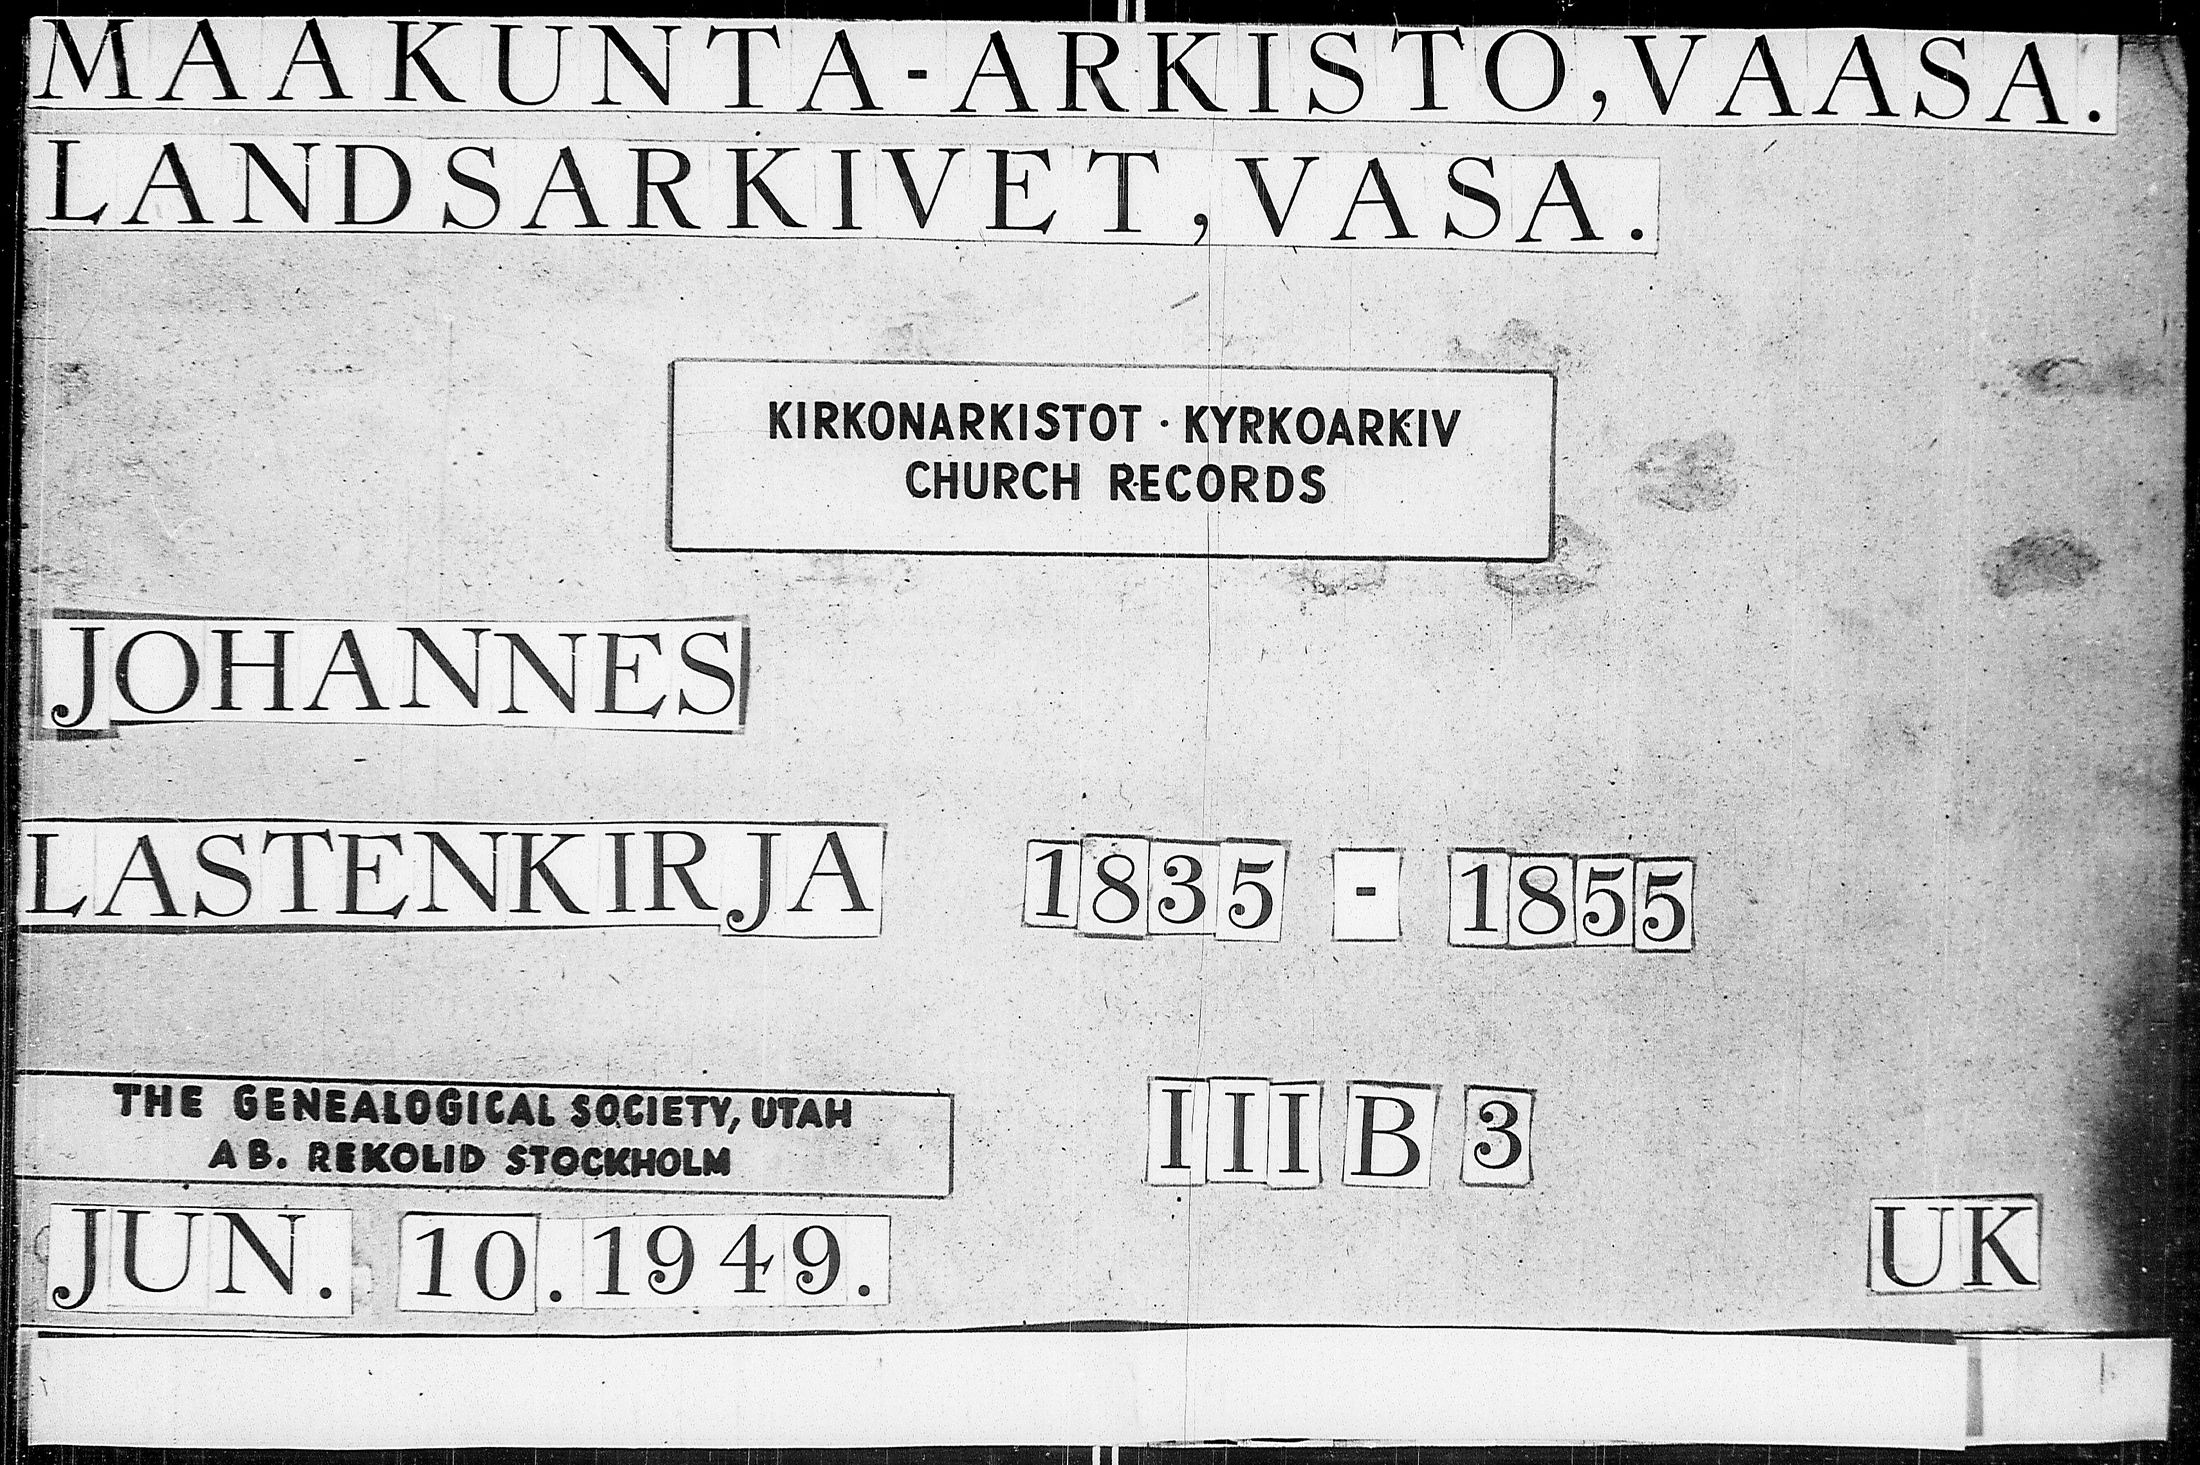 MAAKUNTA-ARKISTO, VAASA.
LANDSARKIVET, VASA.
KIRKONARKISTOT · KYRKOARKIV
CHURCH RECORDS
JOHANNES
LASTENKIRJA 1835 - 1855
THE GENEALOGICAL SOCIETY, UTAH
AB. REKOLID STOCKHOLM
III B 3
JUN. 10. 1949.
UK